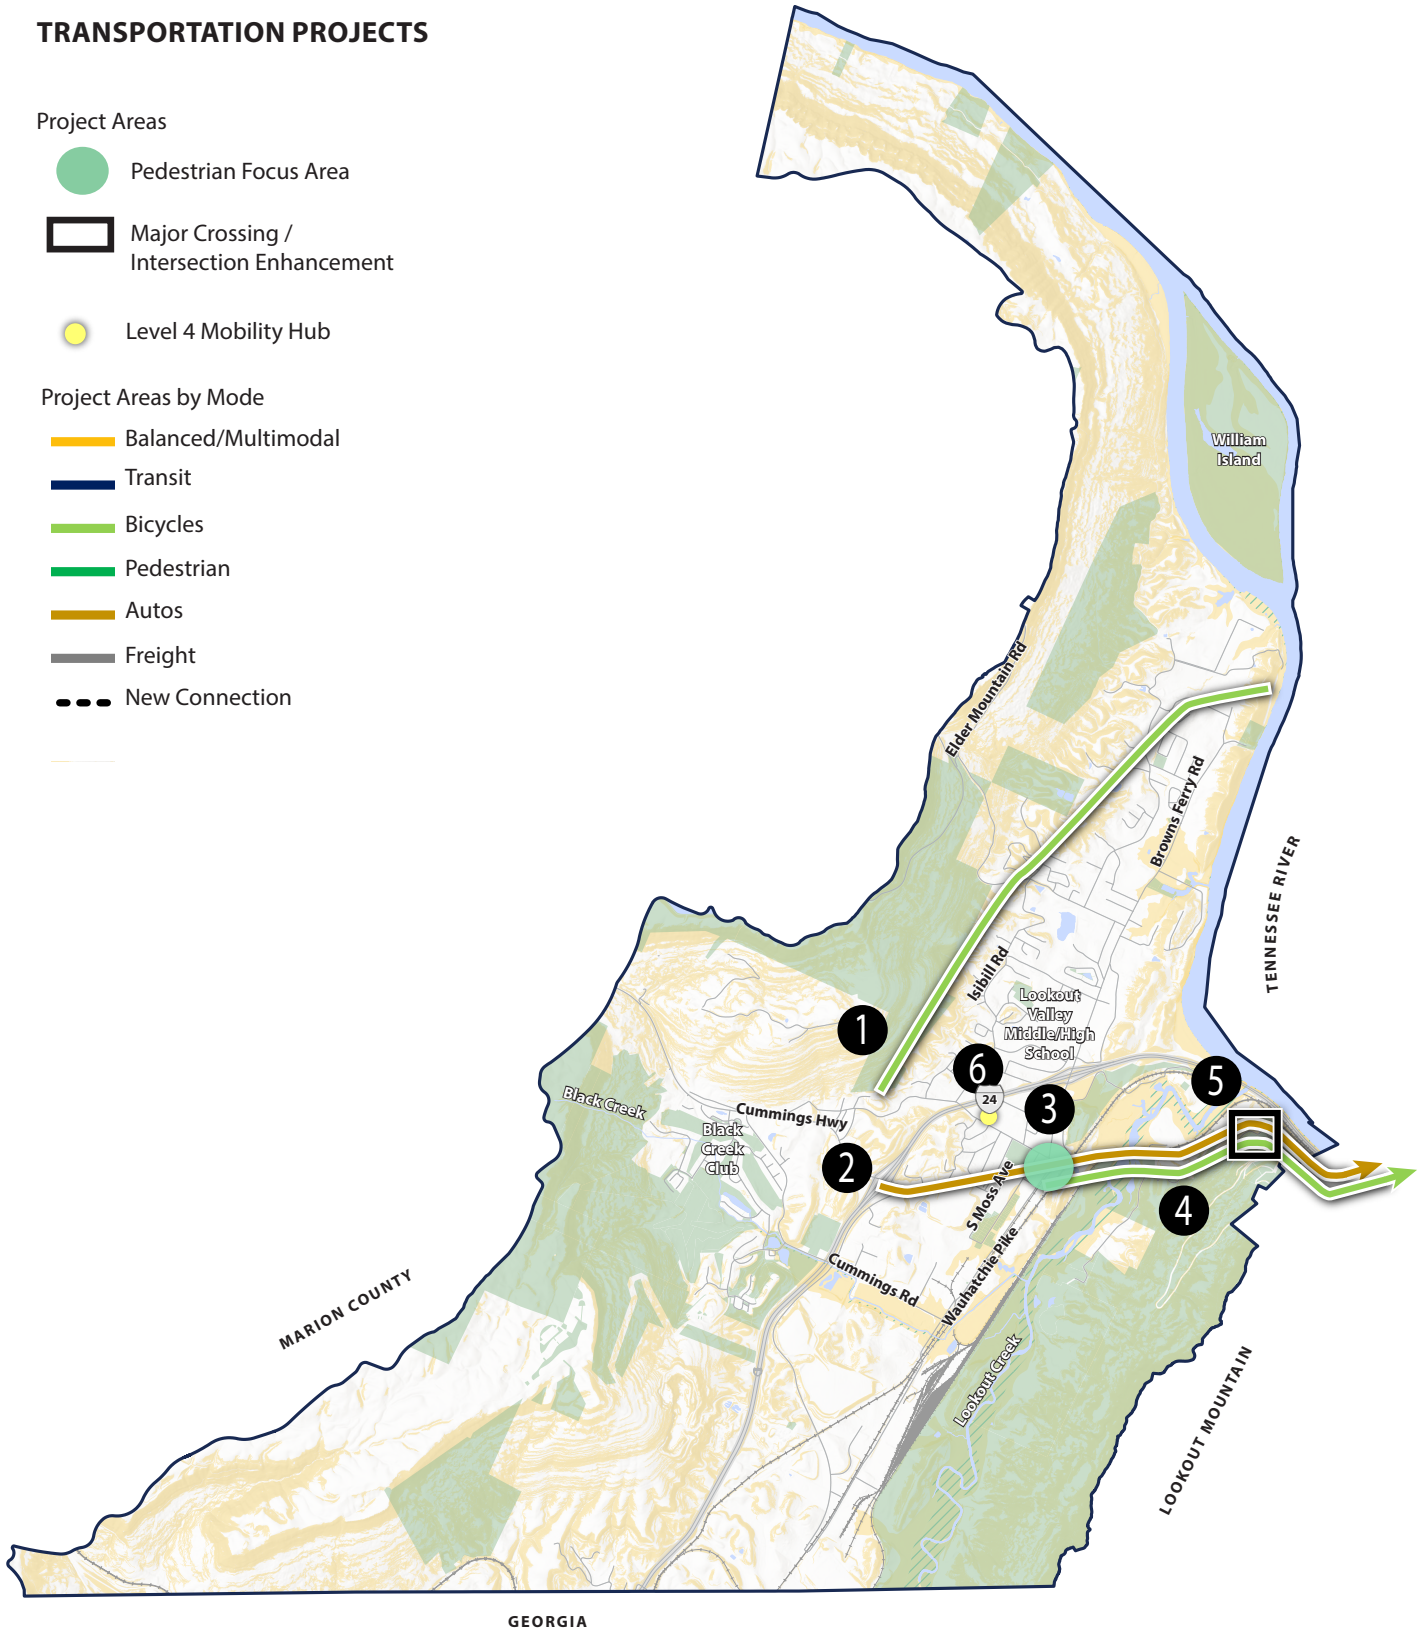 TRANSPORTATION PROJECTS
Project Areas
Pedestrian Focus Area
Major Crossing /
Intersection Enhancement
Level 4 Mobility Hub
Project Areas by Mode
Balanced/Multimodal
Transit
Bicycles
Pedestrian
Autos
Freight
New Connection
William
Island
Elder Mountain Rd
Browns Ferry Rd
TENNESSEE RIVER
Isibill Rd
Lookout
Valley
Middle/High
School
1
6
24
5
3
Black Creek
Cummings Hwy
Black
Creek
Club
2
S Moss Ave
4
Cummings Rd
Wauhatchie Pike
MARION COUNTY
Lookout Creek
LOOKOUT MOUNTAIN
GEORGIA